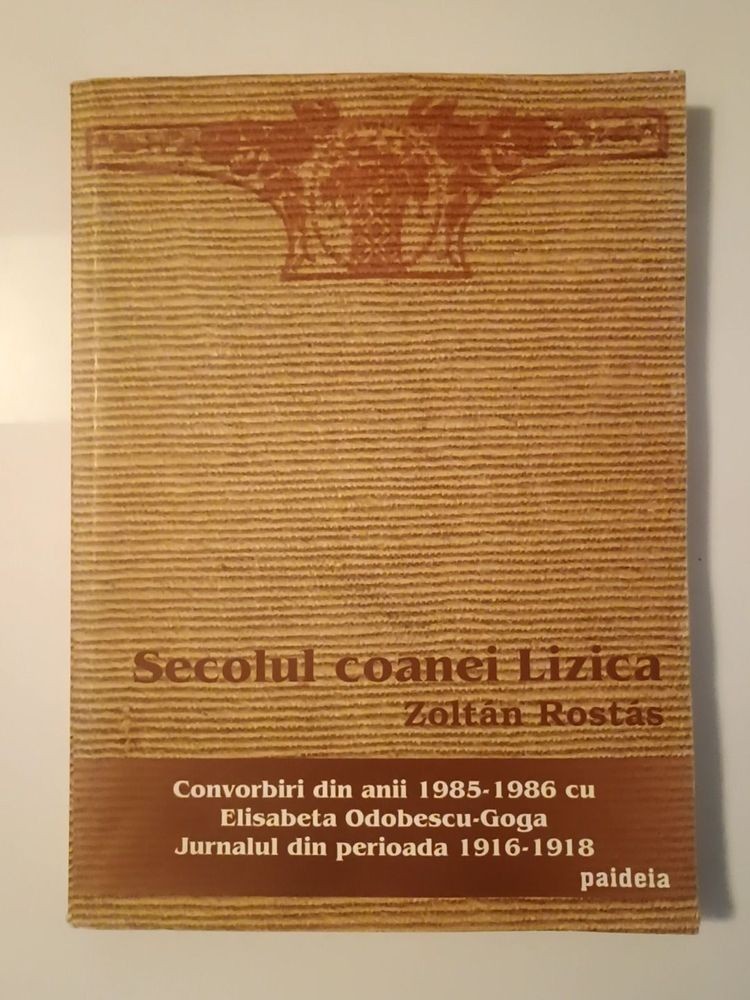 Secolul coanei Lizica
Zoltán Rostás
Convorbiri din anii 1985-1986 cu
Elisabeta Odobescu-Goga
Jurnalul din perioada 1916-1918
paideia